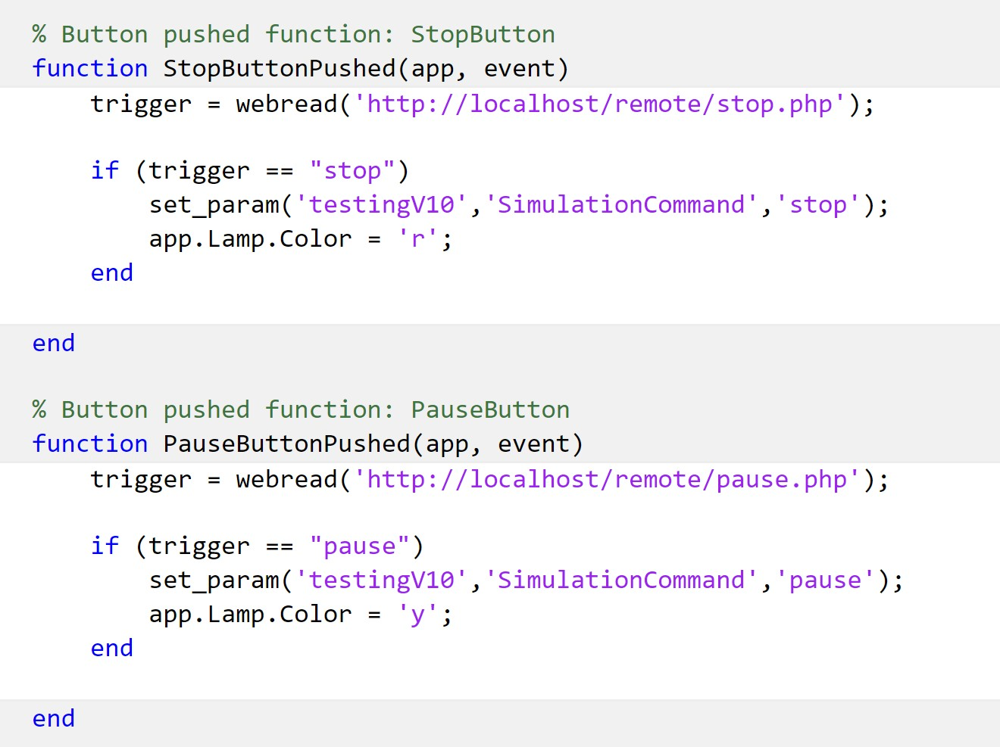 % Button pushed function: StopButton
function StopButtonPushed(app, event)
    trigger = webread('http://localhost/remote/stop.php');
    if (trigger == "stop")
        set_param('testingV10','SimulationCommand','stop');
        app.Lamp.Color = 'r';
    end
end
% Button pushed function: PauseButton
function PauseButtonPushed(app, event)
    trigger = webread('http://localhost/remote/pause.php');
    if (trigger == "pause")
        set_param('testingV10','SimulationCommand','pause');
        app.Lamp.Color = 'y';
    end
end